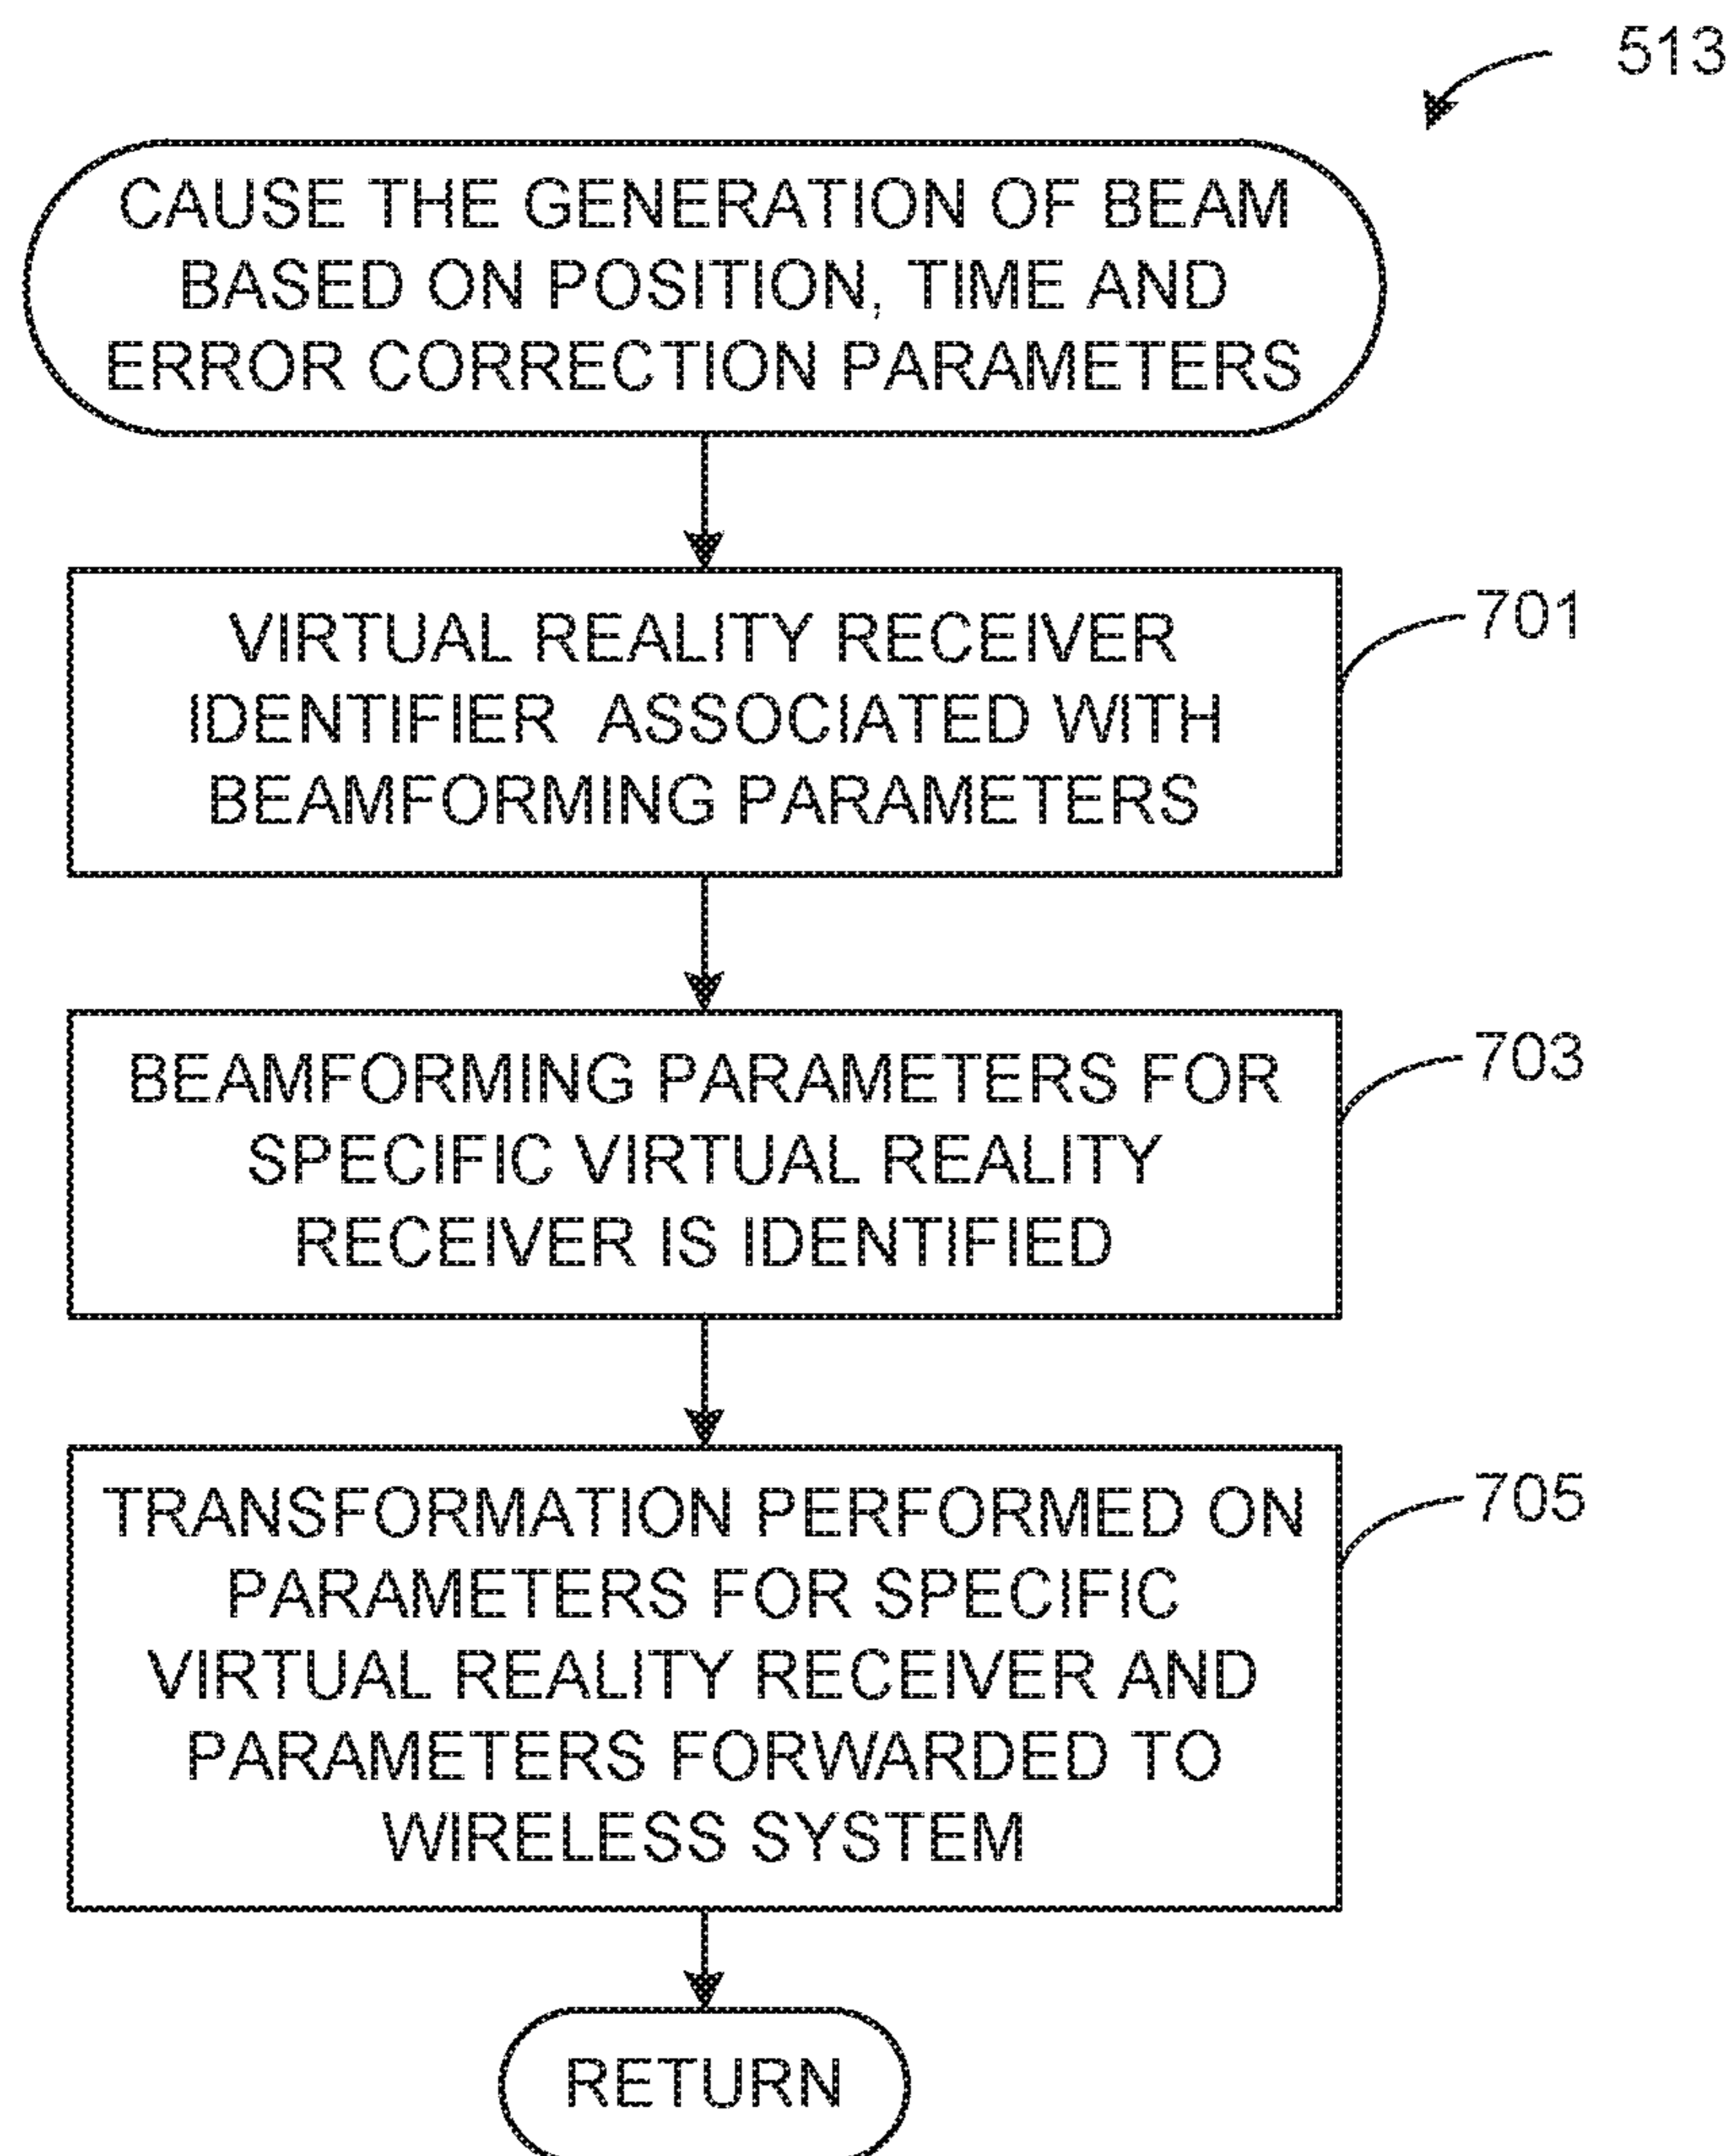 513
CAUSE THE GENERATION OF BEAM
BASED ON POSITION, TIME AND
ERROR CORRECTION PARAMETERS
VIRTUAL REALITY RECEIVER
IDENTIFIER ASSOCIATED WITH
BEAMFORMING PARAMETERS
701
BEAMFORMING PARAMETERS FOR
SPECIFIC VIRTUAL REALITY
RECEIVER IS IDENTIFIED
703
TRANSFORMATION PERFORMED ON
PARAMETERS FOR SPECIFIC
VIRTUAL REALITY RECEIVER AND
PARAMETERS FORWARDED TO
WIRELESS SYSTEM
705
RETURN